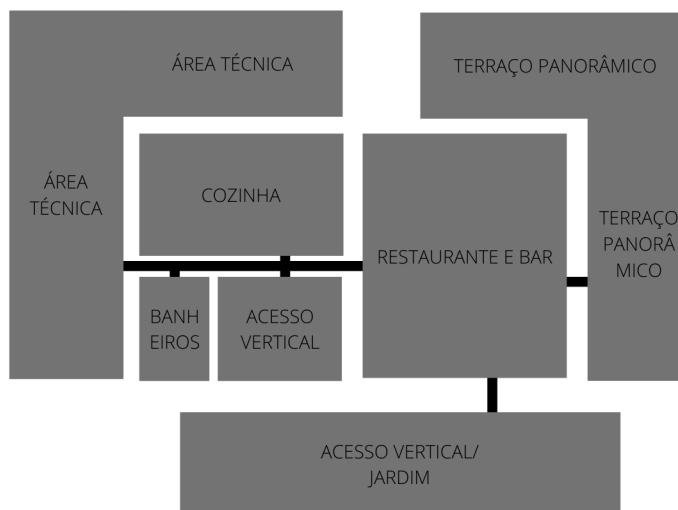 ÁREA TÉCNICA
TERRAÇO PANORÂMICO
ÁREA
TÉCNICA
COZINHA
RESTAURANTE E BAR
TERRAÇO
PANORÂ
MICO
BANH
EIROS
ACESSO
VERTICAL
ACESSO VERTICAL/
JARDIM